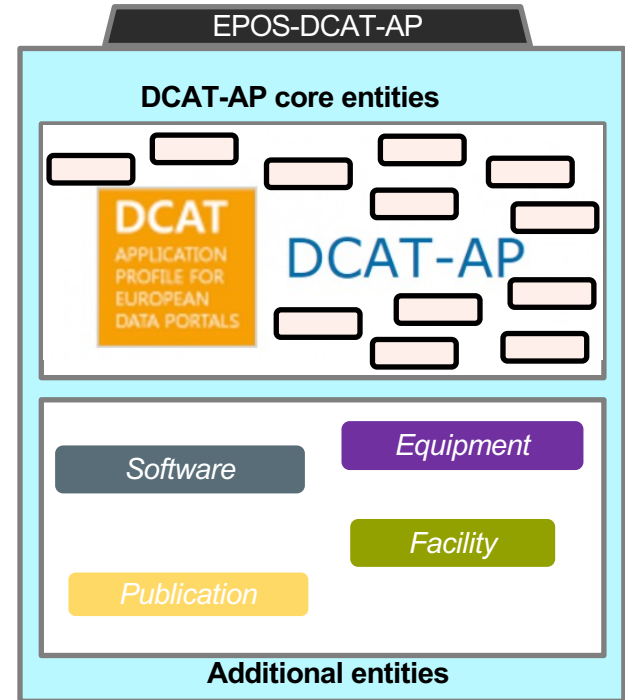 EPOS-DCAT-AP
DCAT-AP core entities
DCAT
APPLICATION
PROFILE FOR
EUROPEAN
DATA PORTALS
DCAT-AP
Software
Equipment
Facility
Publication
Additional entities